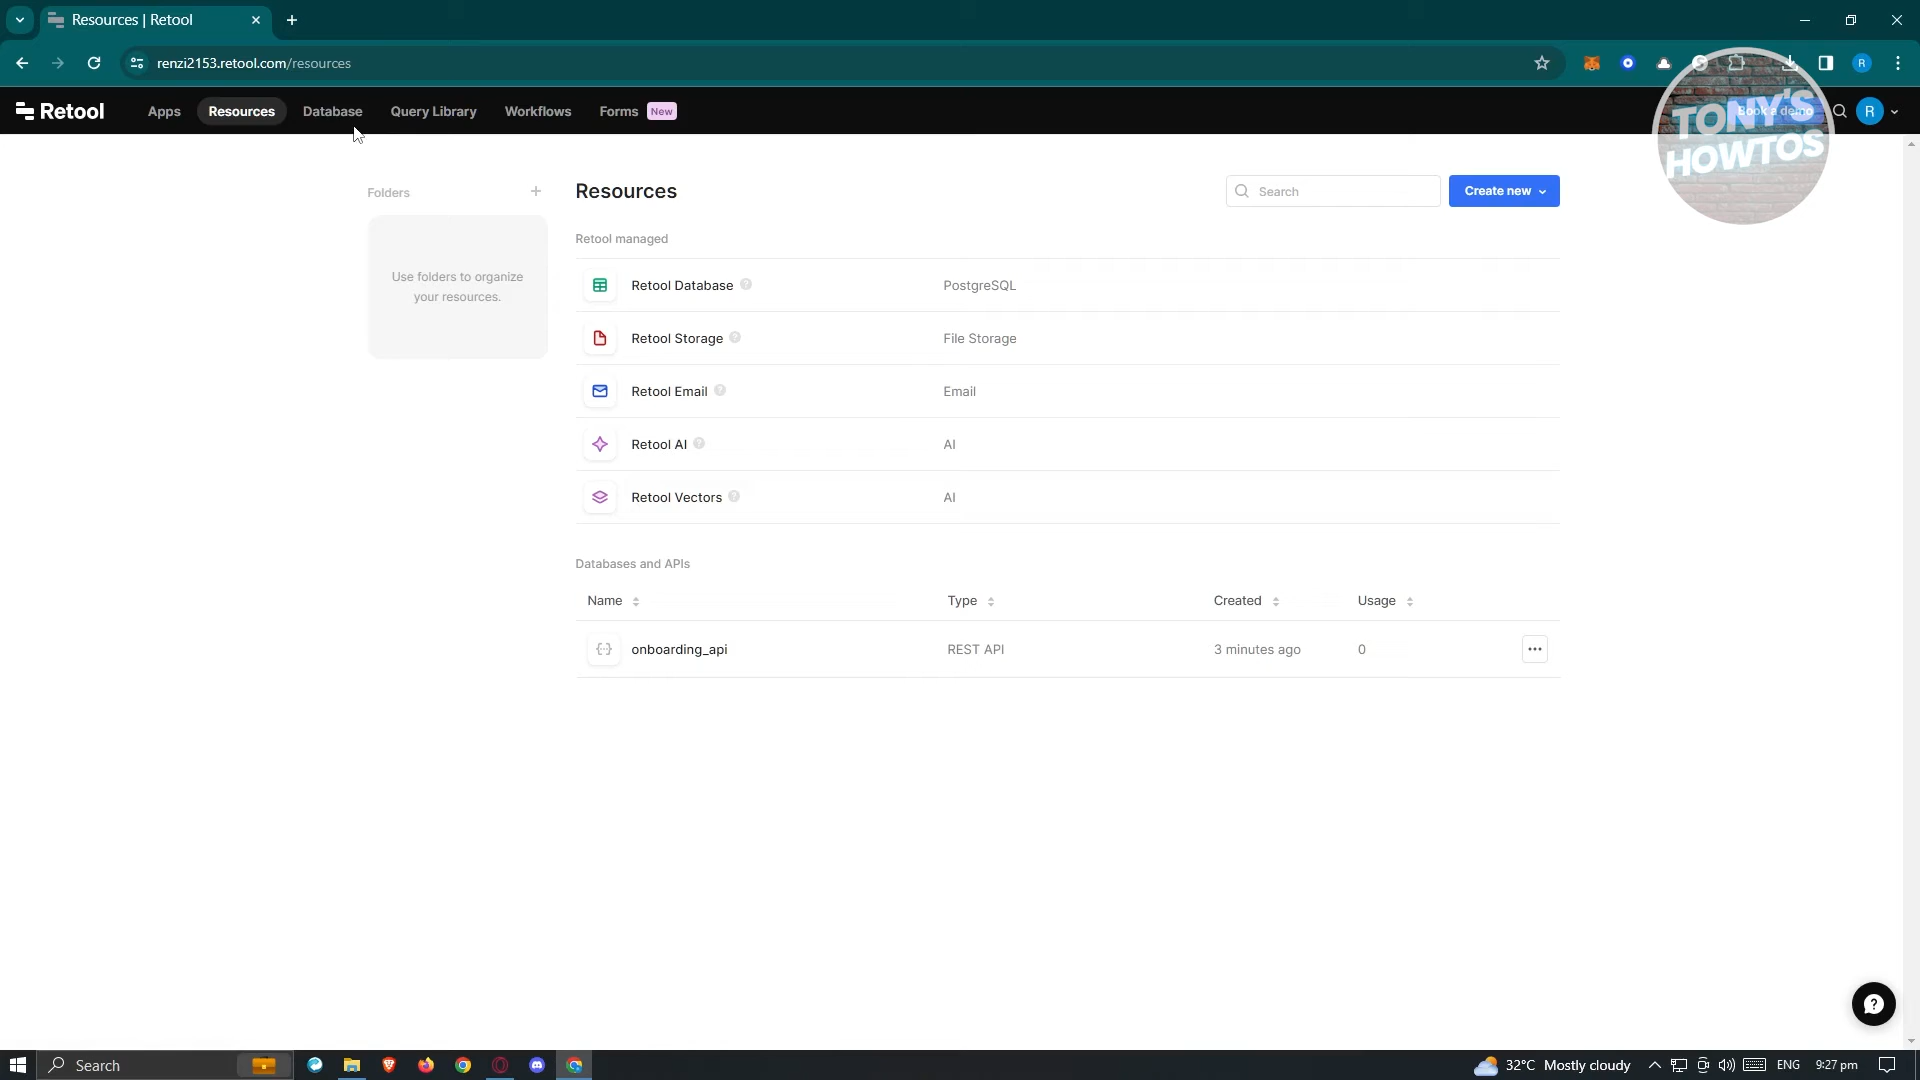 Resources | Retool
renzi2153.retool.com/resources
Retool
Apps
Resources
Database
Query Library
Workflows
Forms
New
Book a demo
R
R
TONY'S
HOWTOS
Folders
Use folders to organize
your resources.
Resources
Search
Create new
Retool managed
Retool Database
PostgreSQL
Retool Storage
File Storage
Retool Email
Email
Retool AI
AI
Retool Vectors
AI
Databases and APIs
Name
Type
Created
Usage
onboarding_api
REST API
3 minutes ago
0
Search
32°C Mostly cloudy
ENG
9:27 pm